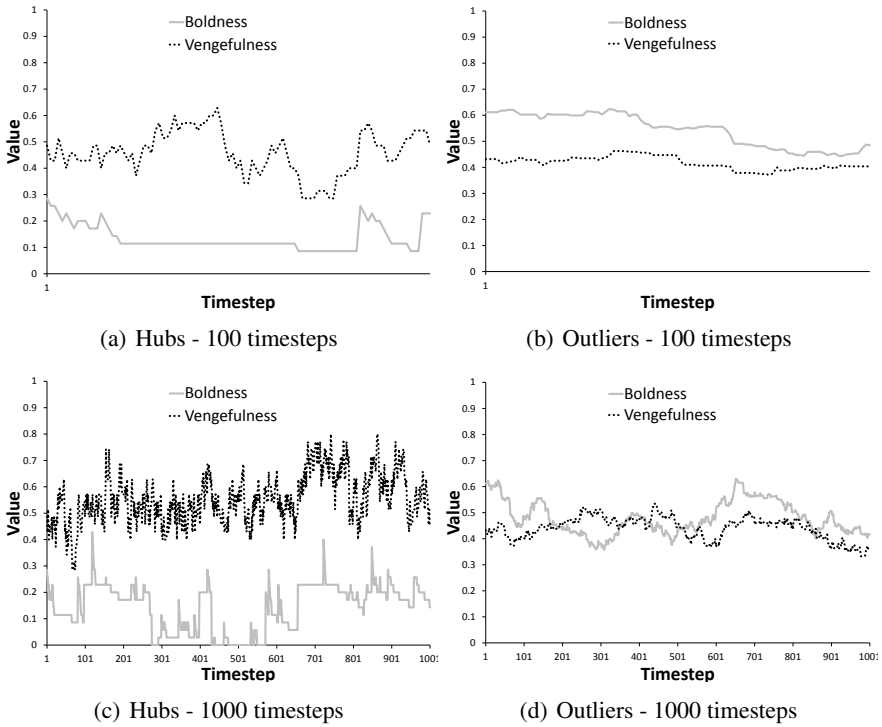 1
0.9
0.8
0.7
0.6
0.5
0.4
0.3
0.2
0.1
0
Value
Boldness
Vengefulness
1
Timestep
(a) Hubs - 100 timesteps
1
0.9
0.8
0.7
0.6
0.5
0.4
0.3
0.2
0.1
0
Value
Boldness
Vengefulness
1
Timestep
(b) Outliers - 100 timesteps
1
0.9
0.8
0.7
0.6
0.5
0.4
0.3
0.2
0.1
0
Value
Boldness
Vengefulness
1 101 201 301 401 501 601 701 801 901 1001
Timestep
(c) Hubs - 1000 timesteps
1
0.9
0.8
0.7
0.6
0.5
0.4
0.3
0.2
0.1
0
Value
Boldness
Vengefulness
1 101 201 301 401 501 601 701 801 901 1001
Timestep
(d) Outliers - 1000 timesteps